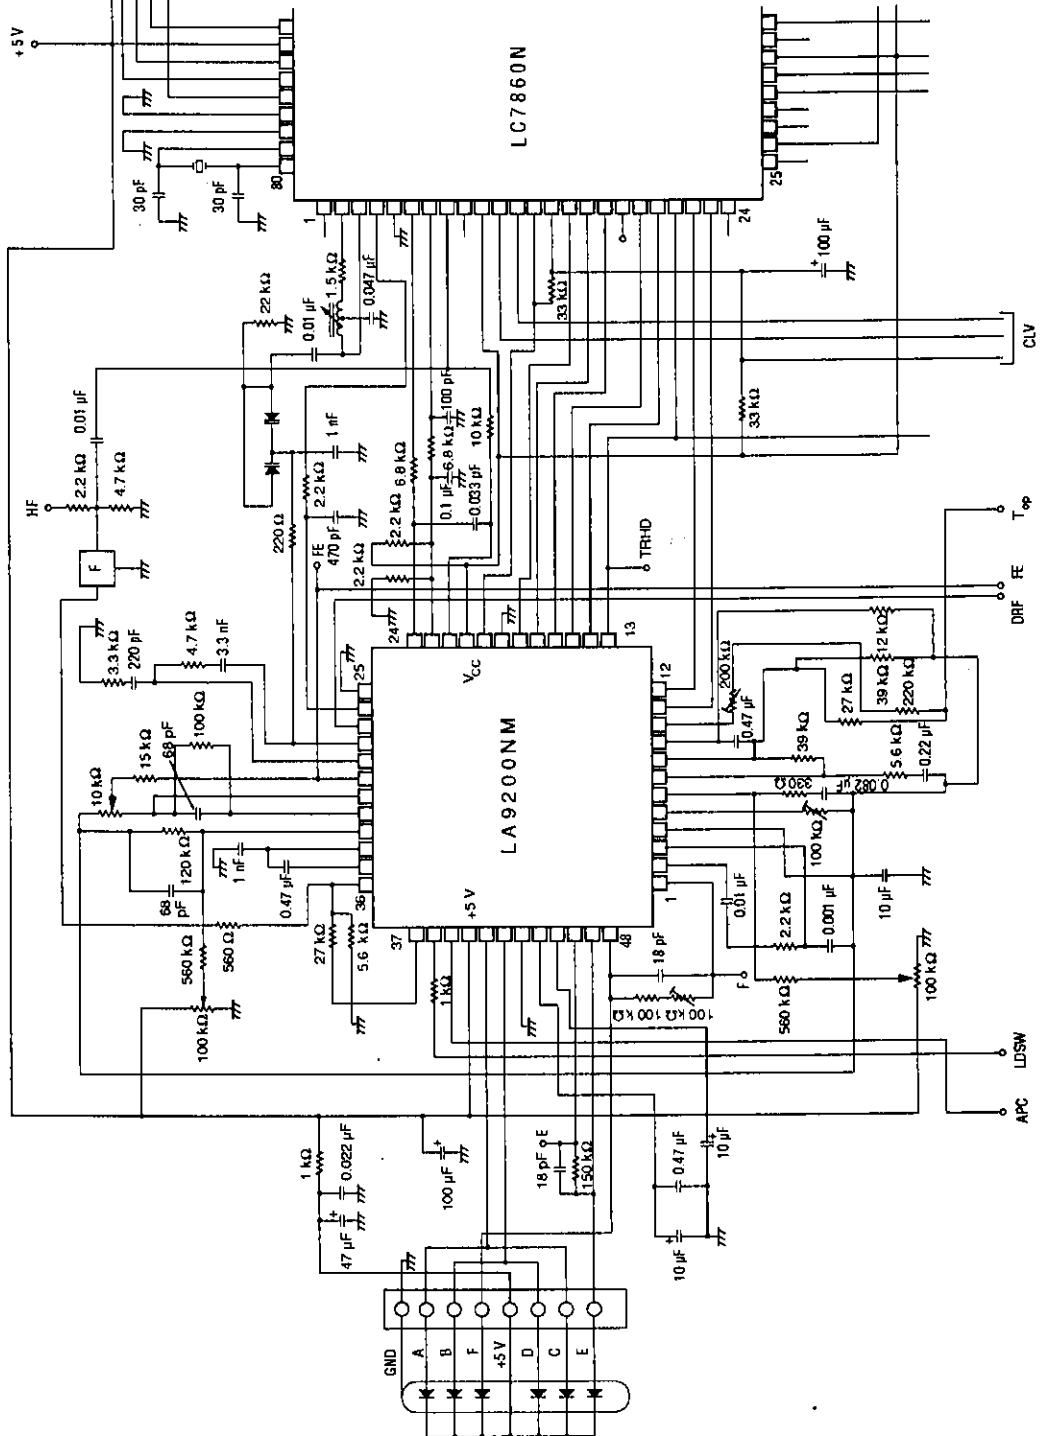 +5 V
LC7860N
80
1
24
25
30 pF
30 pF
22 kΩ
0.01 µF
1.5 kΩ
0.047 µF
33 kΩ
100 µF
+
CLV
33 kΩ
HF
2.2 kΩ
0.01 µF
4.7 kΩ
F
220 Ω
1 nF
2.2 kΩ
470 pF
FE
6.8 kΩ
100 pF
6.8 kΩ
10 kΩ
0.1 µF
0.033 µF
2.2 kΩ
2.2 kΩ
TRHD
3.3 kΩ
220 pF
4.7 kΩ
3.3 nF
100 kΩ
68 pF
15 kΩ
10 kΩ
120 kΩ
68 pF
1 nF
0.47 µF
560 kΩ
560 Ω
100 kΩ
27 kΩ
5.6 kΩ
24
VCC
13
25
12
LA9200NM
+5 V
36
1
37
48
200 kΩ
0.47 µF
12 kΩ
39 kΩ
27 kΩ
220 kΩ
39 kΩ
5.6 kΩ
0.22 µF
330 Ω
0.082 µF
100 kΩ
10 µF
0.01 µF
2.2 kΩ
0.001 µF
560 kΩ
100 kΩ
Top
FE
DRF
LDSW
APC
1 kΩ
18 pF
100 kΩ
100 kΩ
F
1 kΩ
0.022 µF
+
47 µF
+
100 µF
E
18 pF
150 kΩ
0.47 µF
+
10 µF
+
10 µF
GND
A
B
F
+5 V
D
C
E